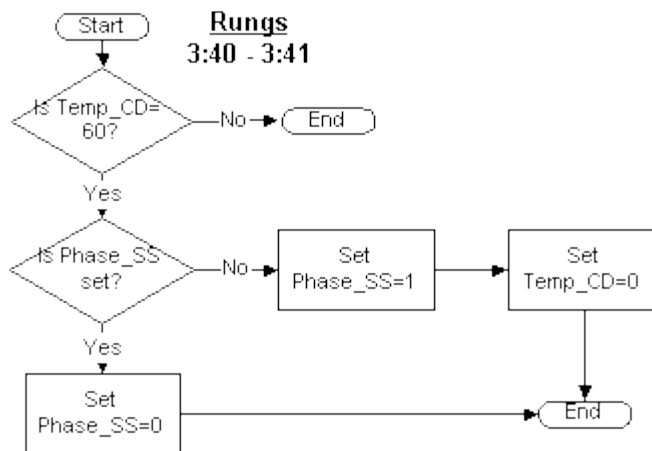 Start
Rungs
3:40 - 3:41
Is Temp_CD=
60?
No
End
Yes
Is Phase_SS
set?
No
Set
Phase_SS=1
Set
Temp_CD=0
Yes
Set
Phase_SS=0
End